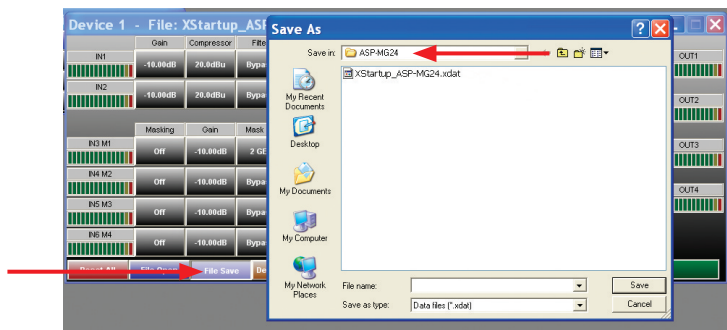 Device 1 - File: XStartup_ASP
Save As
Gain Compressor Filte
IN1 -10.00dB 20.0dBu Bypa
IN2 -10.00dB 20.0dBu Bypa
Masking Gain Mask
IN3 M1 Off -10.00dB 2 GE
IN4 M2 Off -10.00dB Bypa
IN5 M3 Off -10.00dB Bypa
IN6 M4 Off -10.00dB Bypa
File Open File Save De
Save in: ASP-MG24
XStartup_ASP-MG24.xdat
My Recent
Documents
Desktop
My Documents
My Computer
My Network
Places
File name: Save
Save as type: Data files (*.xdat) Cancel
OUT1
OUT2
OUT3
OUT4